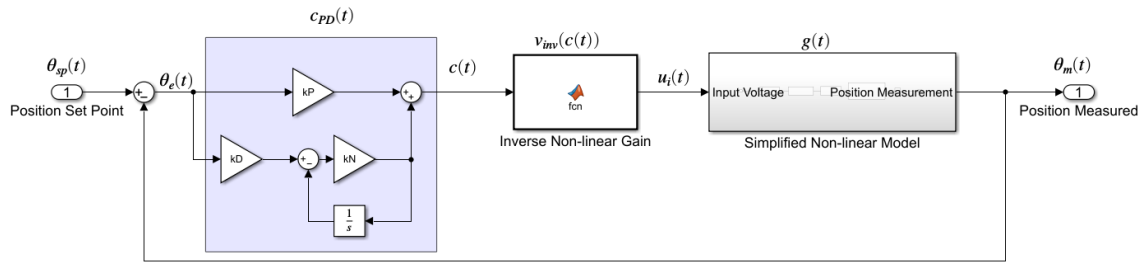 c_PD(t)
θ_sp(t)
1
Position Set Point
+
−
θ_e(t)
kP
+
+
kD
+
−
kN
1
s
c(t)
v_inv(c(t))
fcn
Inverse Non-linear Gain
u_i(t)
g(t)
Input Voltage
Position Measurement
Simplified Non-linear Model
θ_m(t)
1
Position Measured